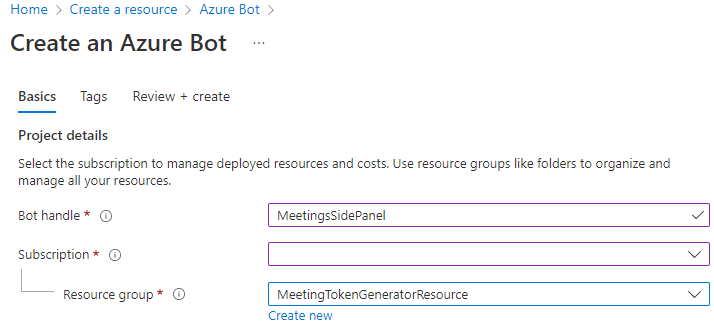 Home > Create a resource > Azure Bot >
Create an Azure Bot ...
Basics Tags Review + create
Project details
Select the subscription to manage deployed resources and costs. Use resource groups like folders to organize and
manage all your resources.
Bot handle * MeetingsSidePanel
Subscription *
Resource group * MeetingTokenGeneratorResource
Create new